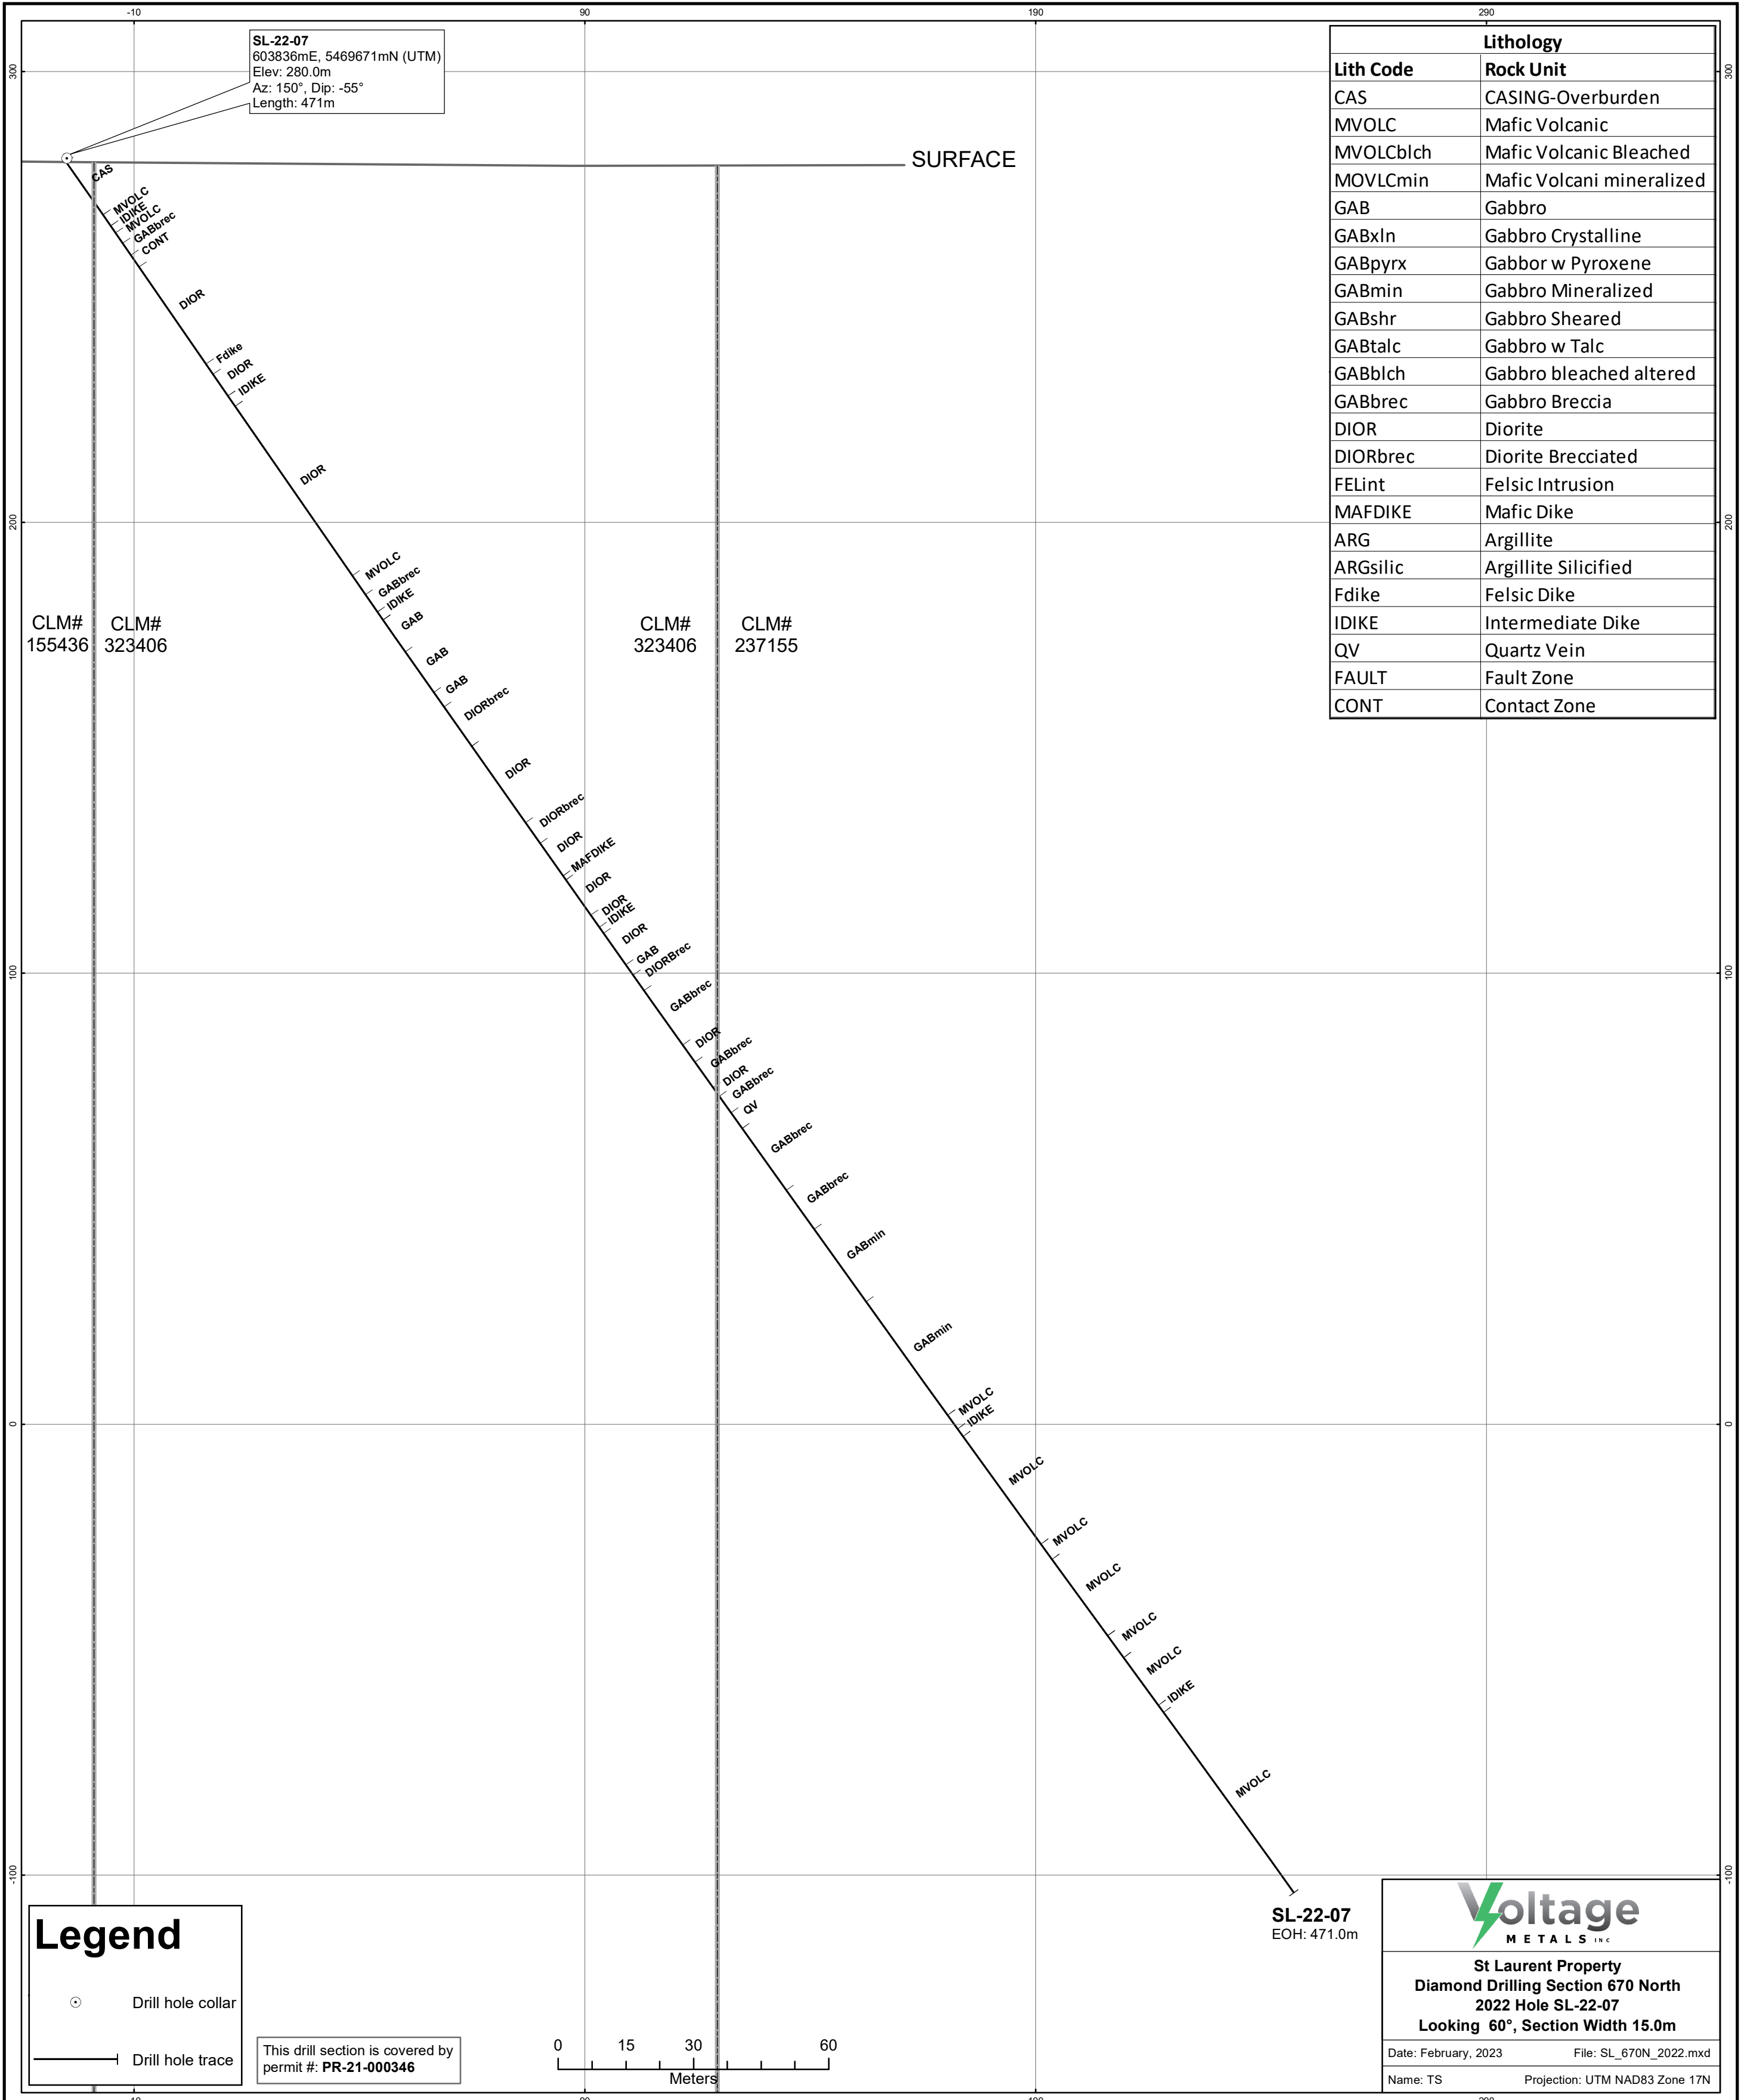 -10 90 190 290
300 300
SL-22-07
603836mE, 5469671mN (UTM)
Elev: 280.0m
Az: 150°, Dip: -55°
Length: 471m
Lithology
Lith Code Rock Unit
CAS CASING-Overburden
MVOLC Mafic Volcanic
MVOLCblch Mafic Volcanic Bleached
MOVLCmin Mafic Volcani mineralized
GAB Gabbro
GABxln Gabbro Crystalline
GABpyrx Gabbor w Pyroxene
GABmin Gabbro Mineralized
GABshr Gabbro Sheared
GABtalc Gabbro w Talc
GABblch Gabbro bleached altered
GABbrec Gabbro Breccia
DIOR Diorite
DIORbrec Diorite Brecciated
FELint Felsic Intrusion
MAFDIKE Mafic Dike
ARG Argillite
ARGsilic Argillite Silicified
Fdike Felsic Dike
IDIKE Intermediate Dike
QV Quartz Vein
FAULT Fault Zone
CONT Contact Zone
SURFACE
CAS
MVOLC
IDIKE
MVOLC
GABbrec
CONT
DIOR
Fdike
DIOR
IDIKE
DIOR
200 200
MVOLC
GABbrec
IDIKE
GAB
CLM#
155436
CLM#
323406
CLM#
323406
CLM#
237155
GAB
GAB
DIORbrec
DIOR
DIORbrec
DIOR
MAFDIKE
DIOR
DIOR
IDIKE
DIOR
GAB
DIORBrec
100 100
GABbrec
DIOR
GABbrec
DIOR
GABbrec
QV
GABbrec
GABbrec
GABmin
GABmin
MVOLC
IDIKE
0 0
MVOLC
MVOLC
MVOLC
MVOLC
MVOLC
IDIKE
MVOLC
-100 -100
SL-22-07
EOH: 471.0m
Legend
Drill hole collar
Drill hole trace
This drill section is covered by
permit #: PR-21-000346
0 15 30 60
Meters
Voltage
METALS INC
St Laurent Property
Diamond Drilling Section 670 North
2022 Hole SL-22-07
Looking 60°, Section Width 15.0m
Date: February, 2023 File: SL_670N_2022.mxd
Name: TS Projection: UTM NAD83 Zone 17N